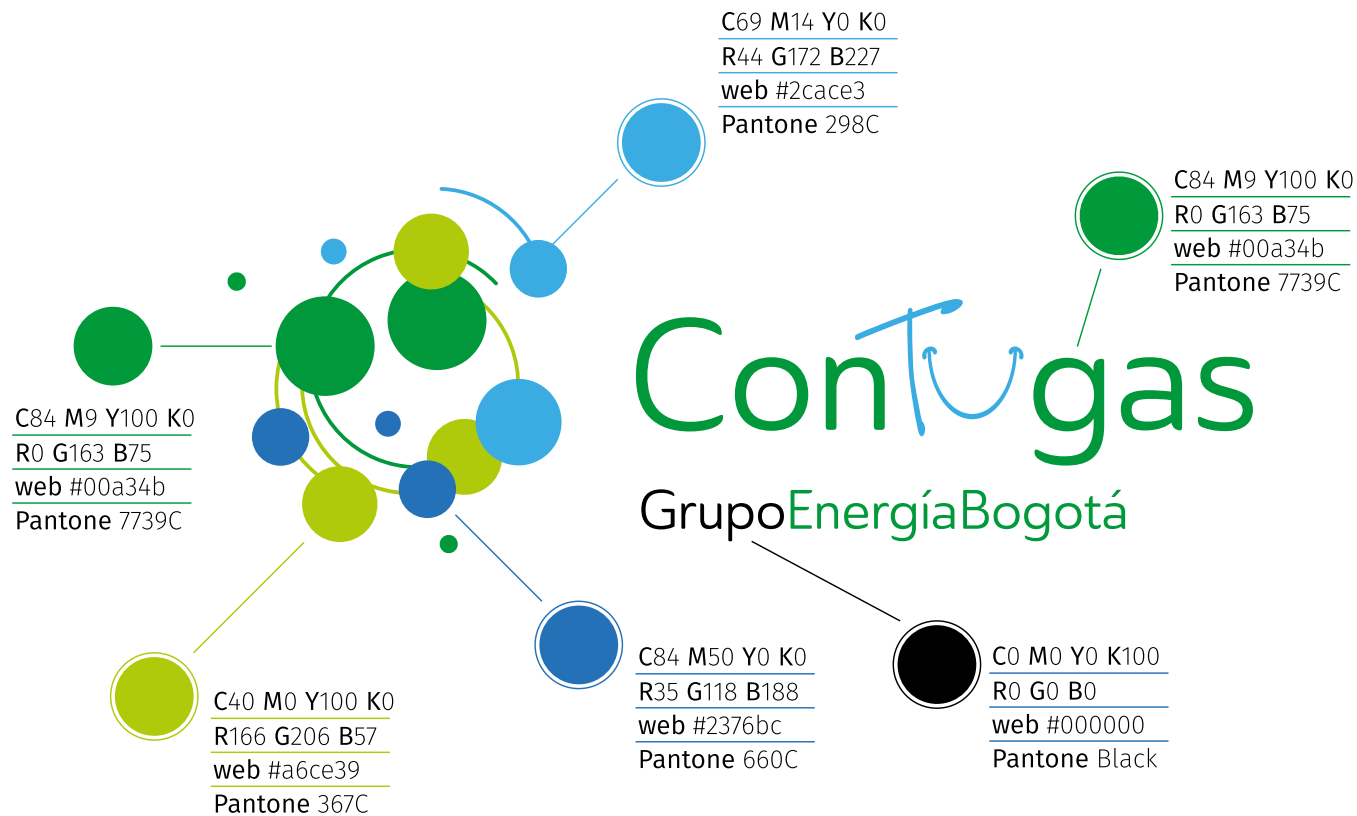 C69 M14 Y0 K0
R44 G172 B227
web #2cace3
Pantone 298C
C84 M9 Y100 K0
R0 G163 B75
web #00a34b
Pantone 7739C
ConTugas
GrupoEnergíaBogotá
C84 M9 Y100 K0
R0 G163 B75
web #00a34b
Pantone 7739C
C40 M0 Y100 K0
R166 G206 B57
web #a6ce39
Pantone 367C
C84 M50 Y0 K0
R35 G118 B188
web #2376bc
Pantone 660C
C0 M0 Y0 K100
R0 G0 B0
web #000000
Pantone Black